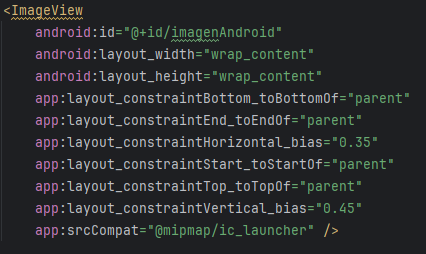 <ImageView
android:id="@+id/imagenAndroid"
android:layout_width="wrap_content"
android:layout_height="wrap_content"
app:layout_constraintBottom_toBottomOf="parent"
app:layout_constraintEnd_toEndOf="parent"
app:layout_constraintHorizontal_bias="0.35"
app:layout_constraintStart_toStartOf="parent"
app:layout_constraintTop_toTopOf="parent"
app:layout_constraintVertical_bias="0.45"
app:srcCompat="@mipmap/ic_launcher" />